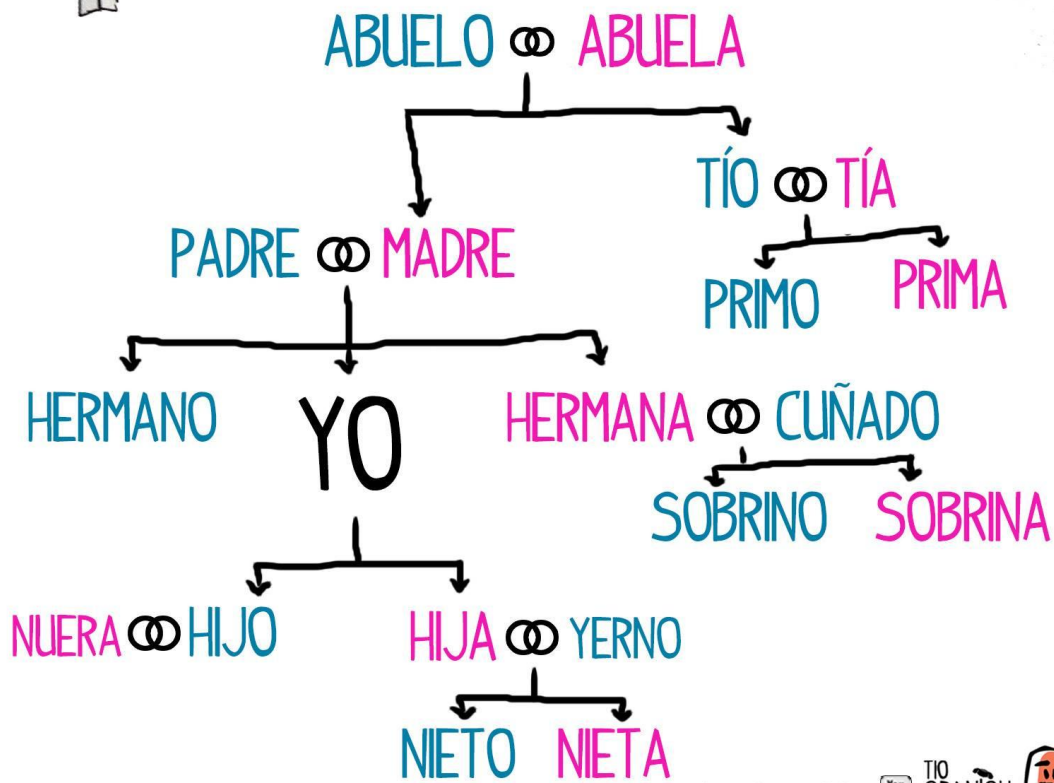 ABUELO ABUELA
TÍO TÍA
PADRE MADRE
PRIMO PRIMA
HERMANO YO HERMANA CUÑADO
SOBRINO SOBRINA
NUERA HIJO HIJA YERNO
NIETO NIETA
TIO